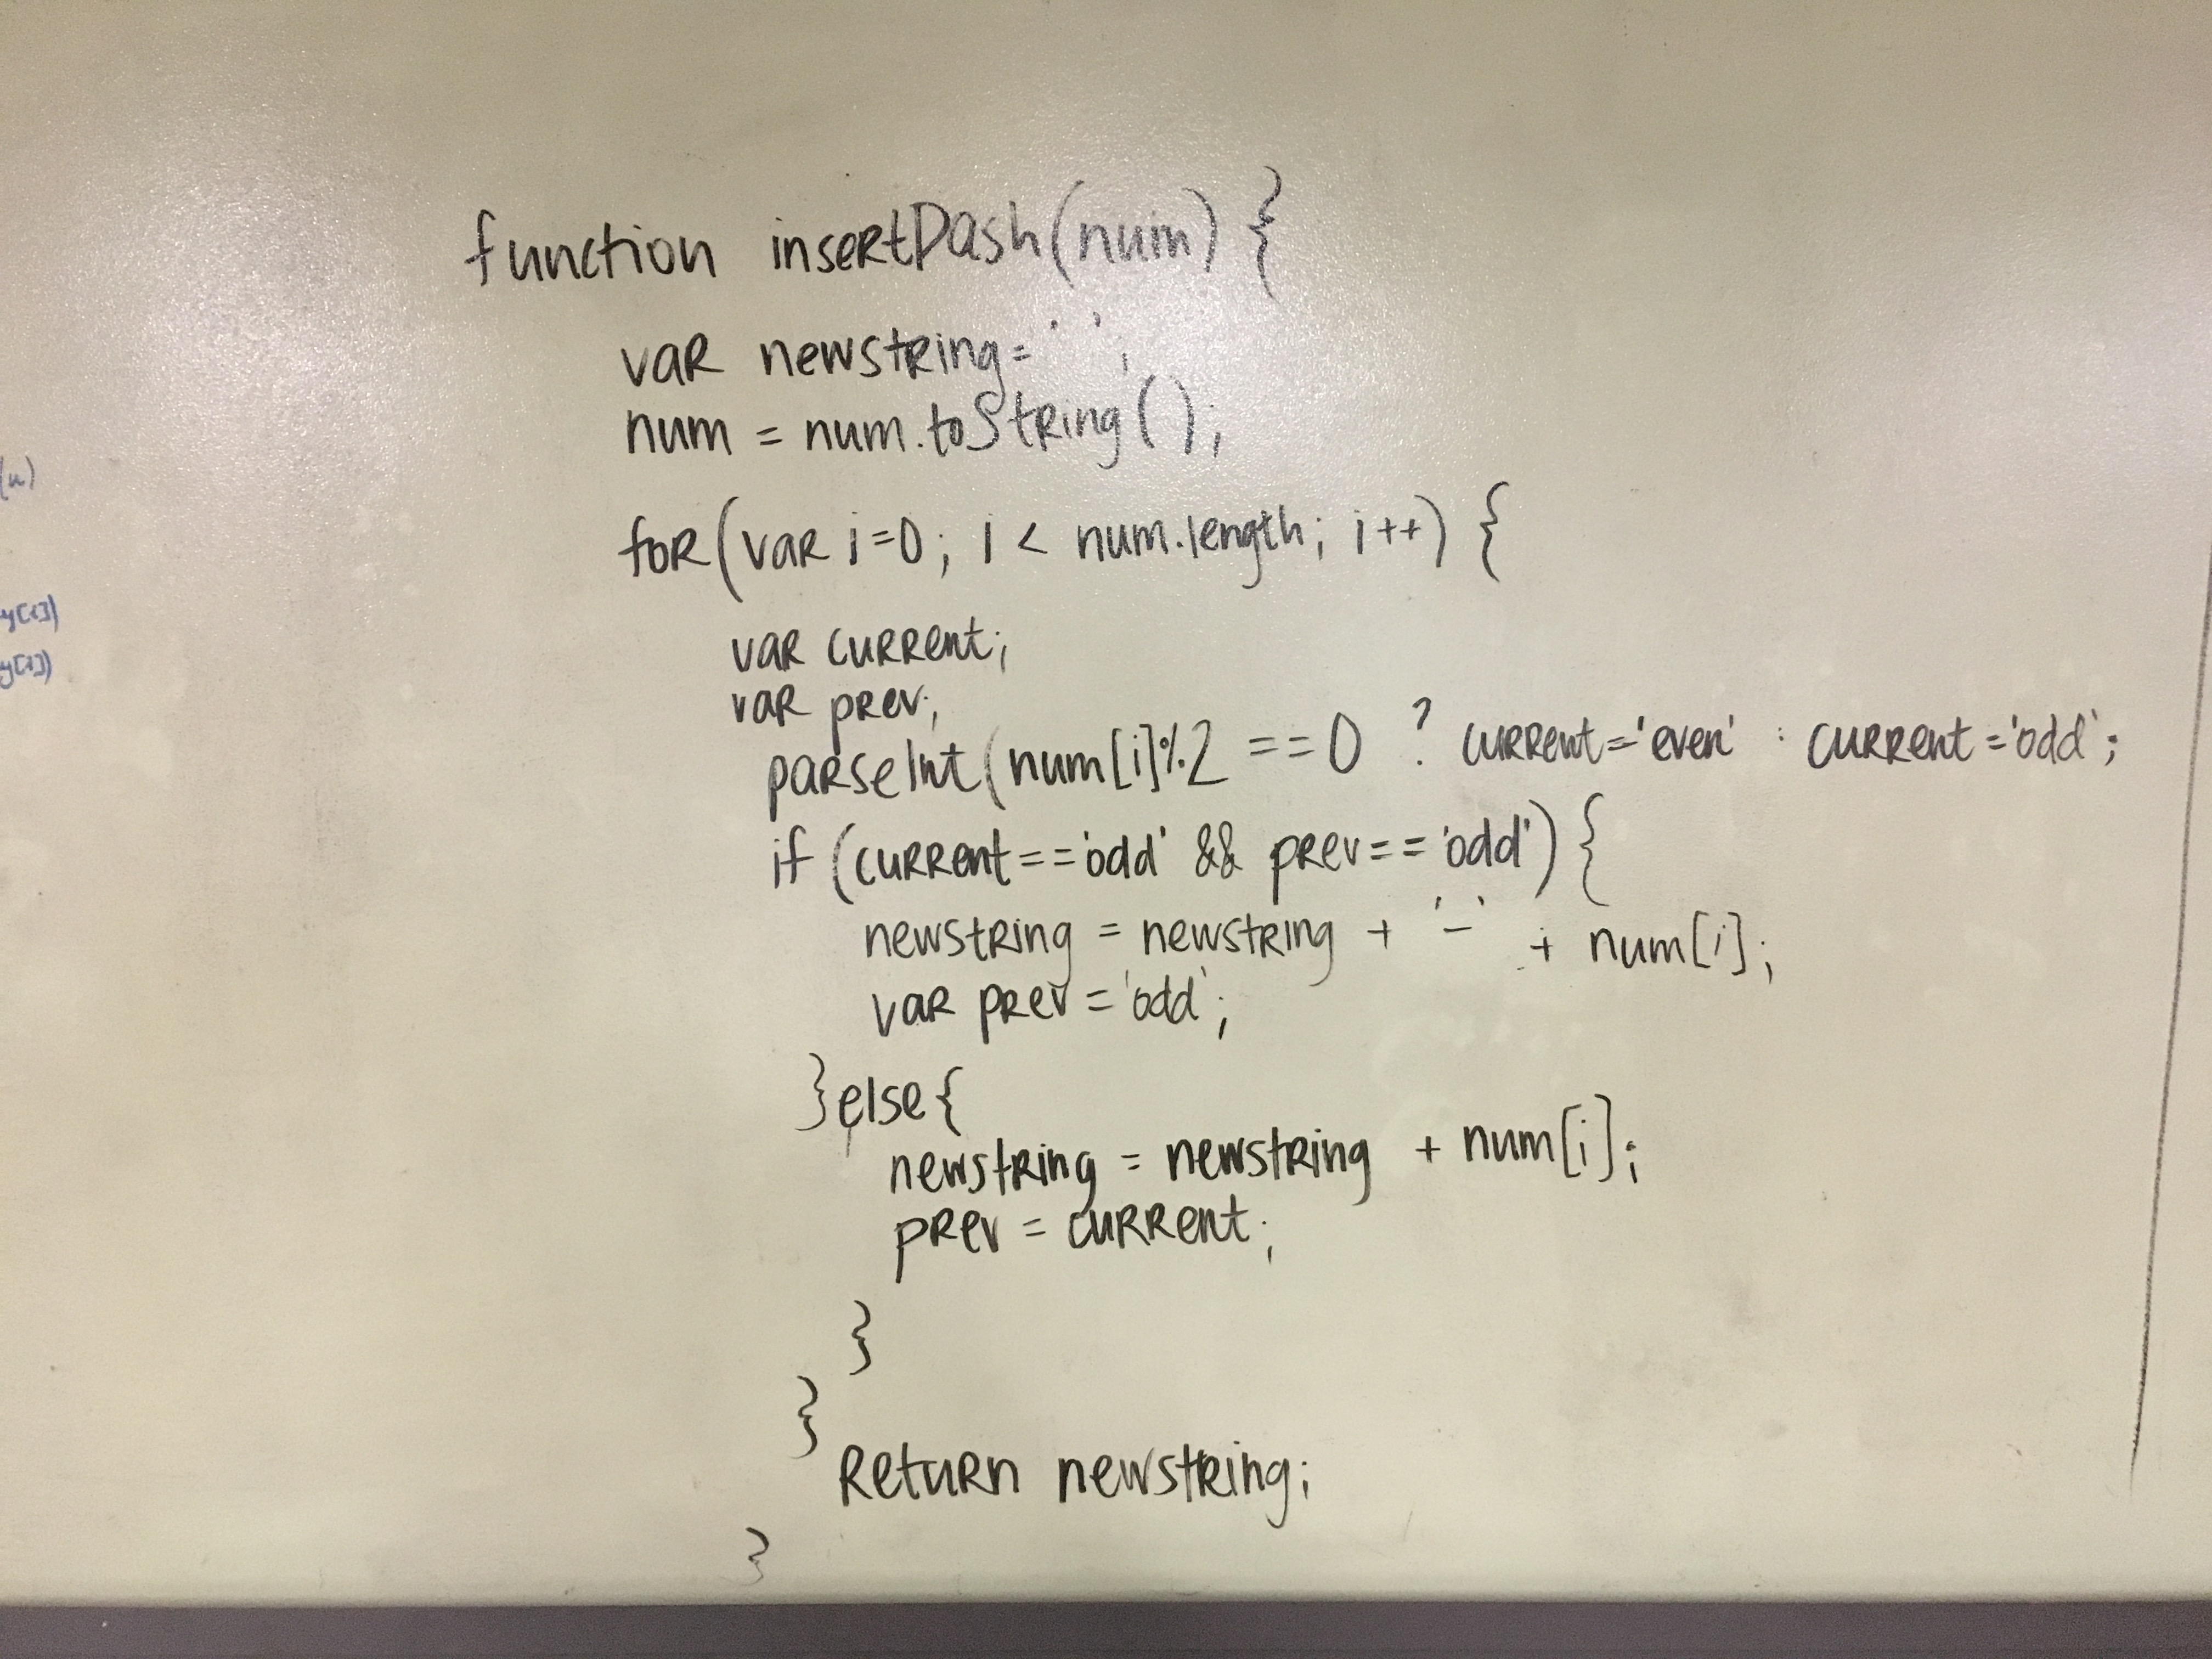 function insertDash(num) {
var newstring= ' ';
num = num.toString();
for(var i=0; i < num.length; i++) {
var current;
var prev;
parseInt(num[i]%2 ==0 ? current='even' : current='odd';
if (current=='odd' && prev=='odd') {
newstring = newstring + '-' + num[i];
var prev = 'odd';
}else{
newstring = newstring + num[i];
prev = current;
}
}
Return newstring;
}
(n)
y[i])
y[i])